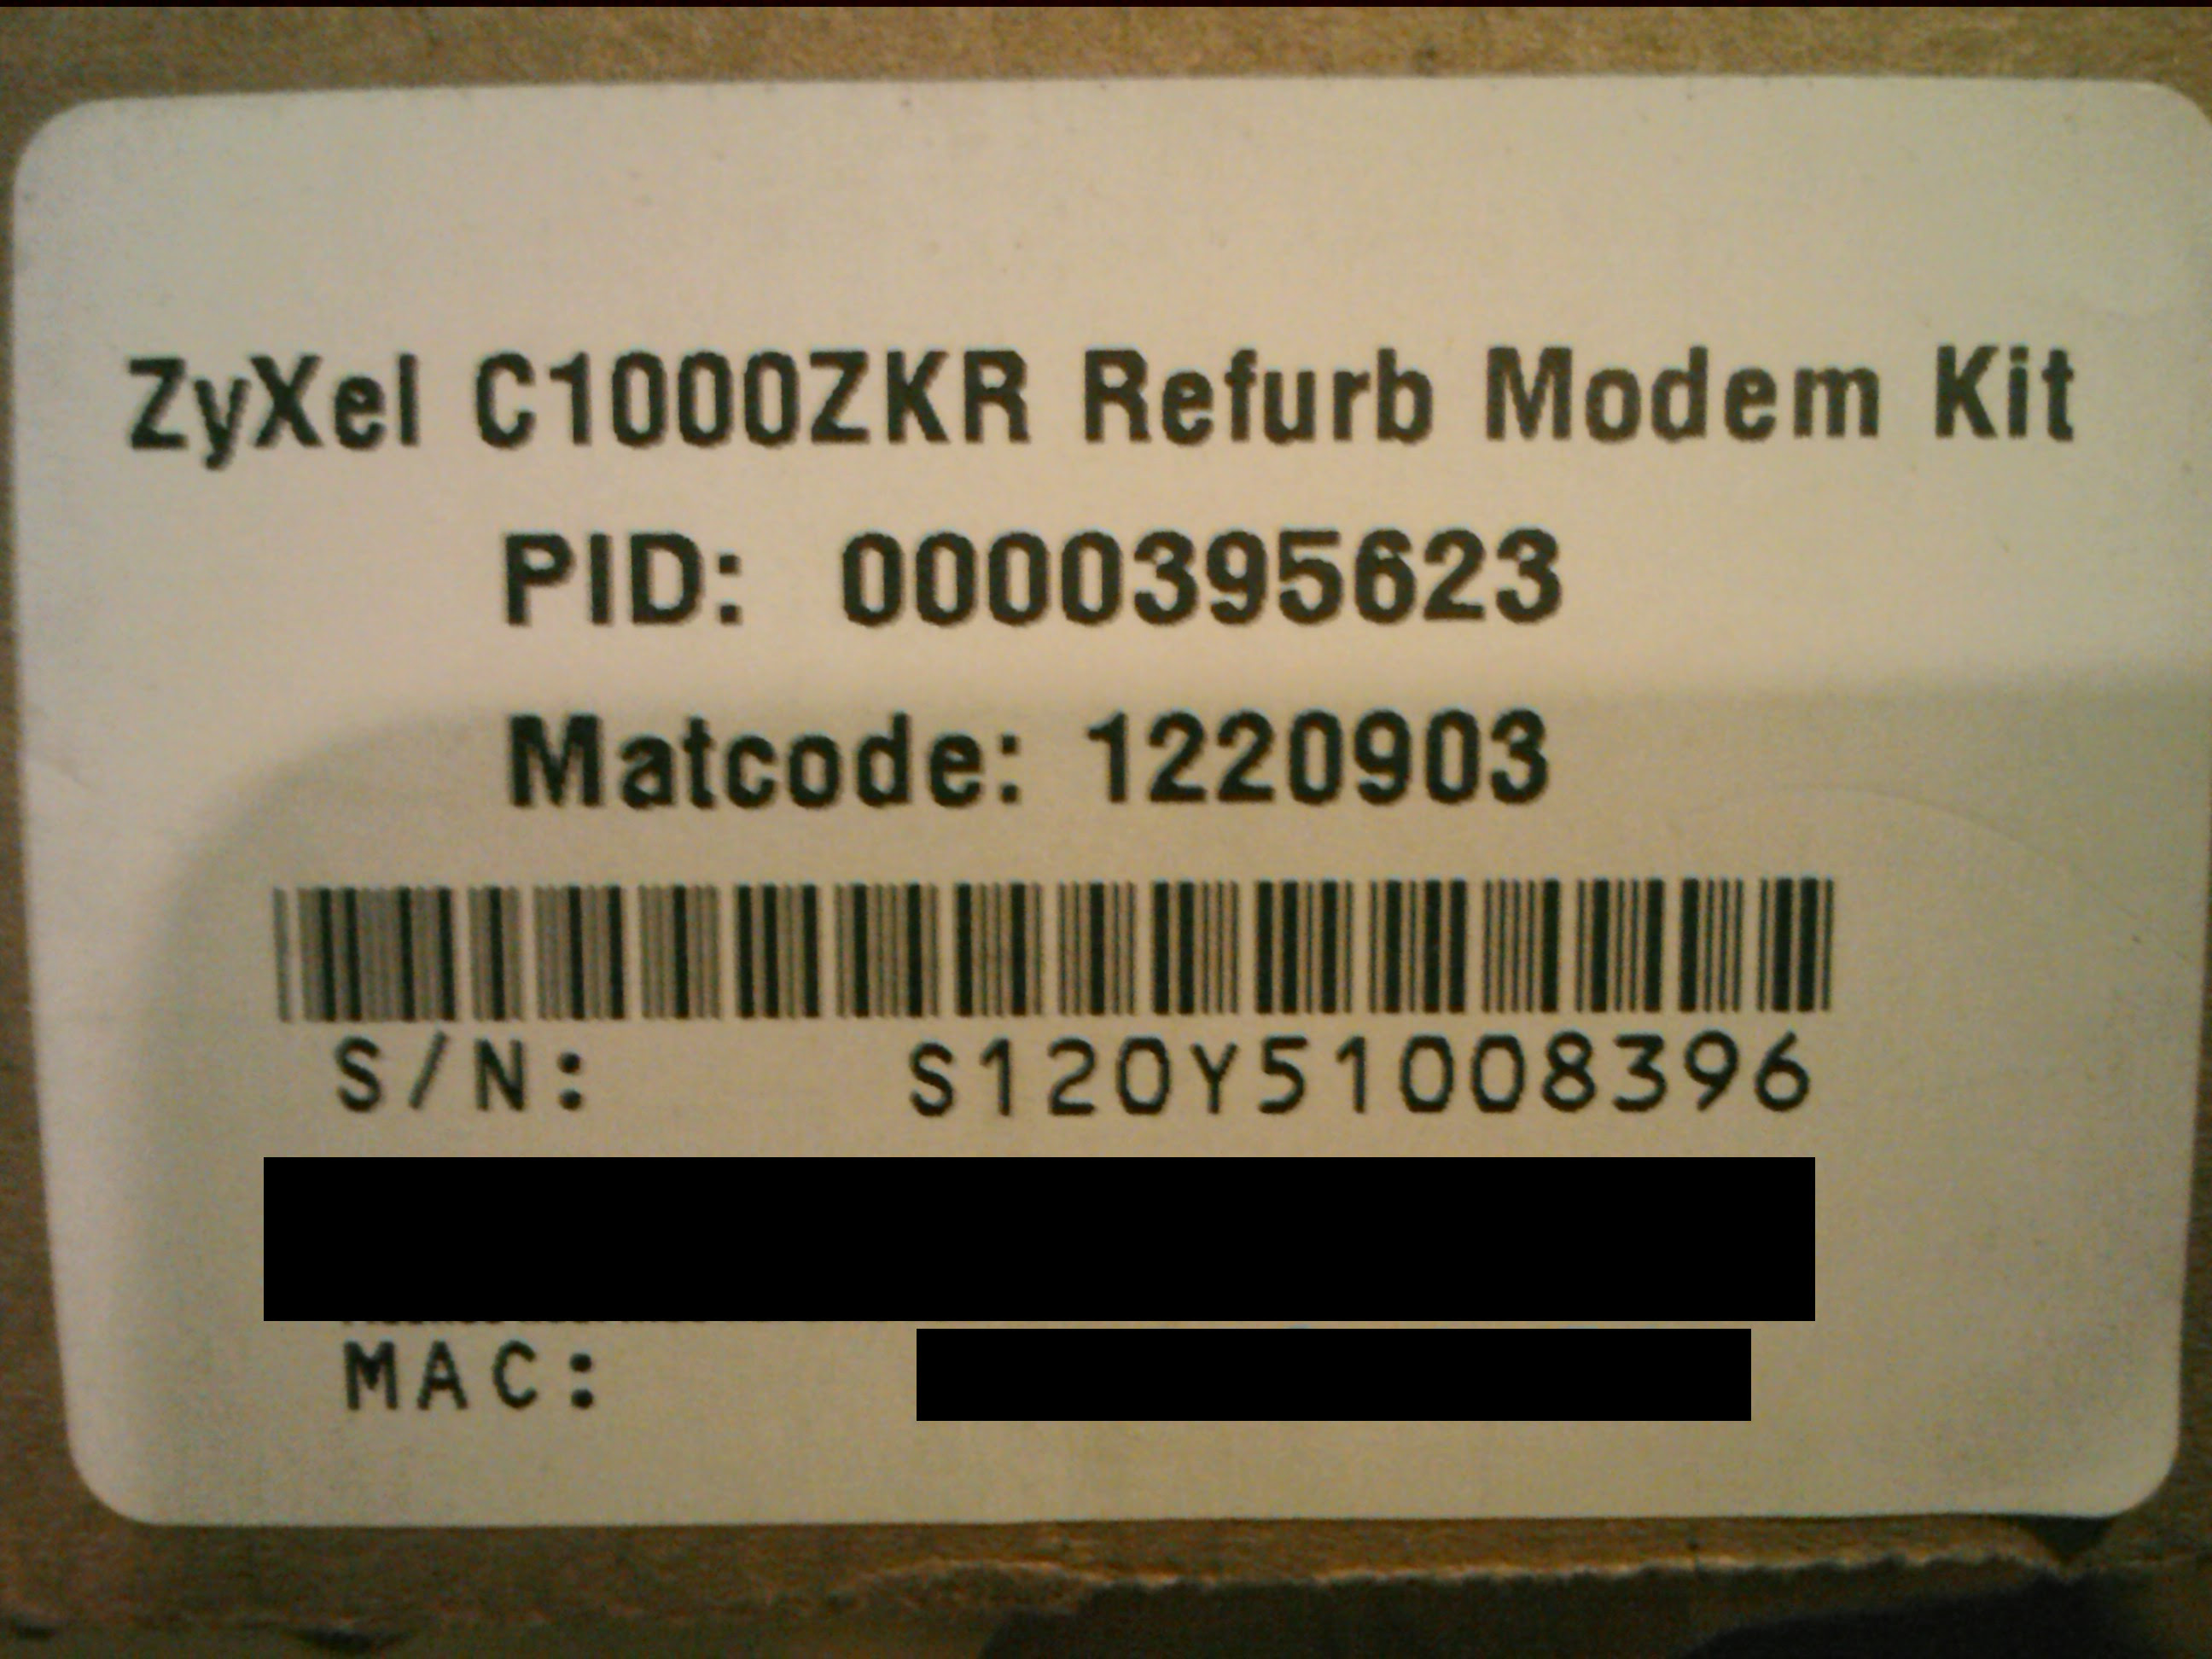 ZyXel C1000ZKR Refurb Modem Kit
PID: 0000395623
Matcode: 1220903
S/N: S120Y51008396
MAC: